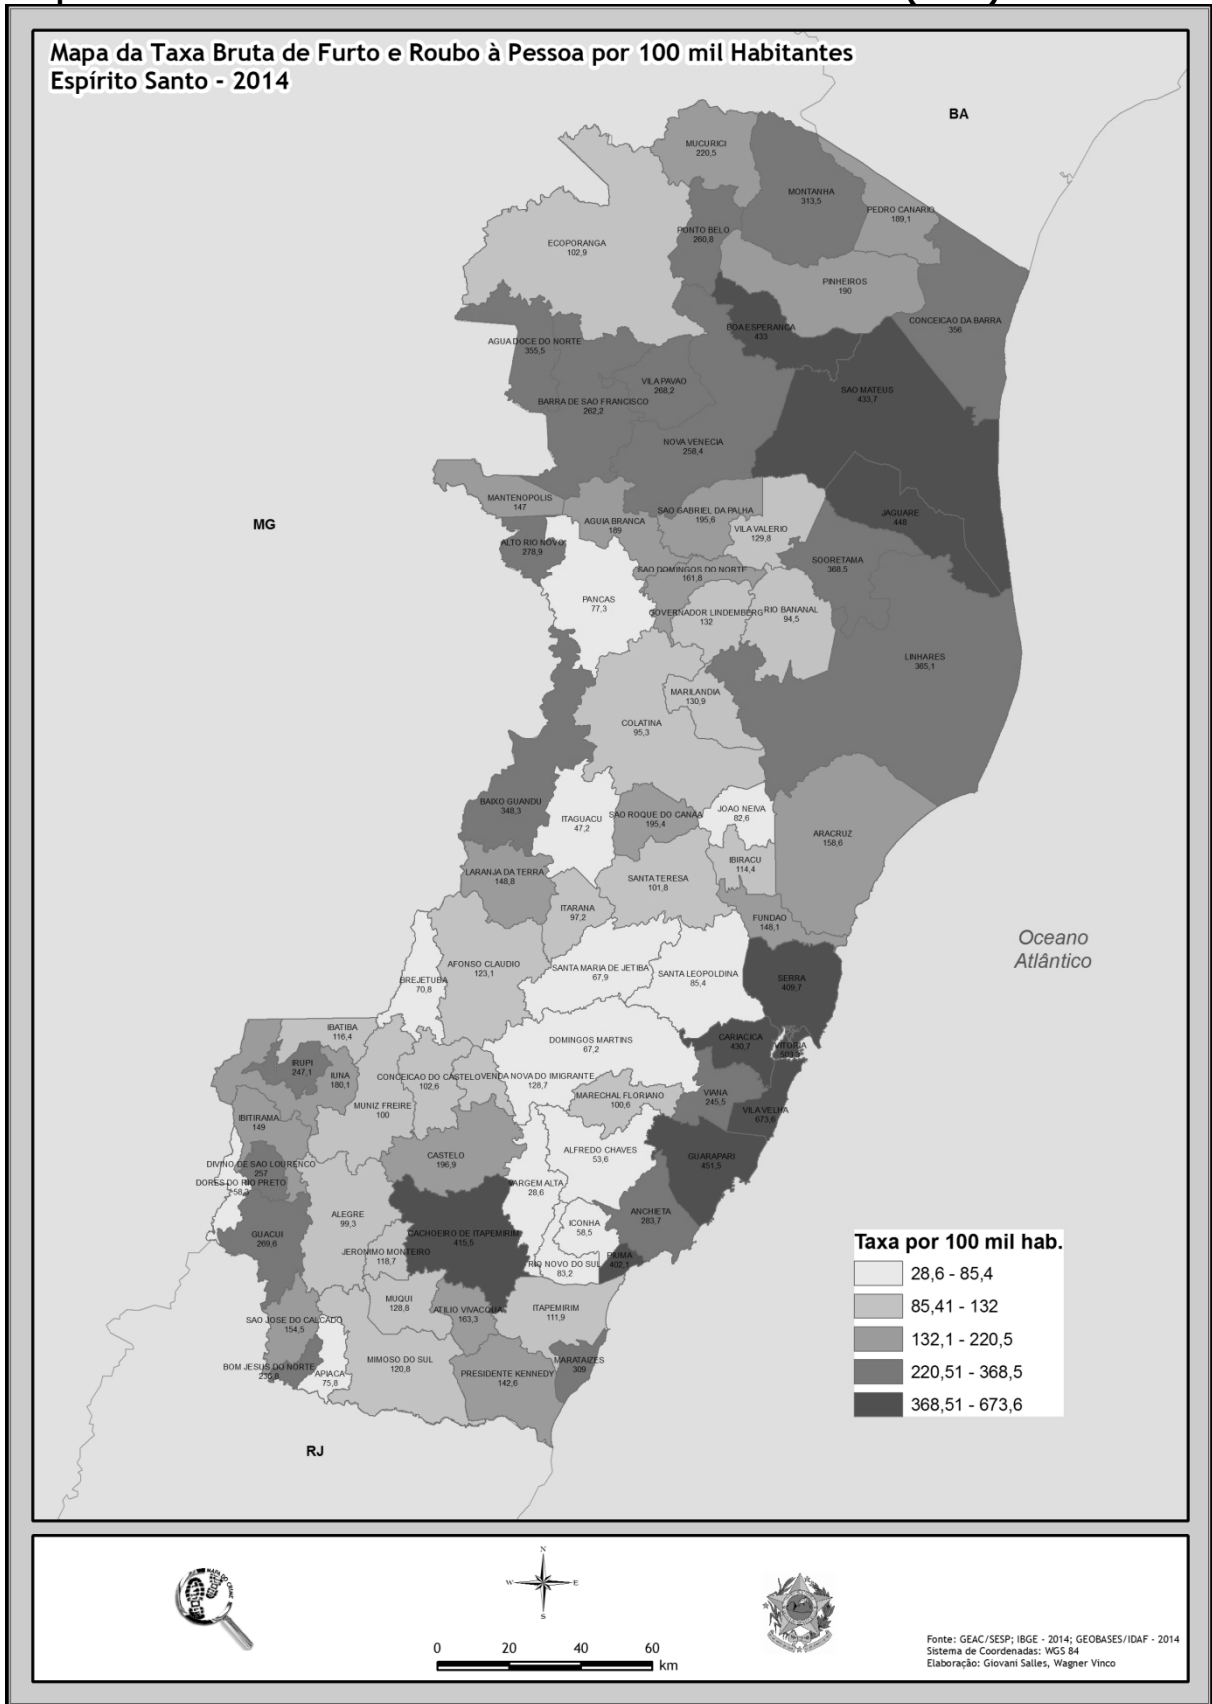 Mapa da Taxa Bruta de Furto e Roubo à Pessoa por 100 mil Habitantes
Espírito Santo - 2014
BA
MUCURICI
220,5
MONTANHA
313,5
PEDRO CANARIO
189,1
PONTO BELO
260,8
ECOPORANGA
102,9
PINHEIROS
190
CONCEICAO DA BARRA
356
BOA ESPERANCA
433
AGUA DOCE DO NORTE
355,5
VILA PAVAO
268,2
SAO MATEUS
433,7
BARRA DE SAO FRANCISCO
262,2
NOVA VENECIA
258,4
MANTENOPOLIS
147
SAO GABRIEL DA PALHA
195,6
JAGUARE
448
AGUIA BRANCA
189
VILA VALERIO
129,8
MG
ALTO RIO NOVO
278,9
SOORETAMA
368,5
SAO DOMINGOS DO NORTE
161,8
PANCAS
77,3
GOVERNADOR LINDEMBERG
132
RIO BANANAL
94,5
LINHARES
365,1
MARILANDIA
130,9
COLATINA
95,3
BAIXO GUANDU
348,3
ITAGUACU
47,2
SAO ROQUE DO CANAA
195,4
JOAO NEIVA
82,6
ARACRUZ
158,6
IBIRACU
114,4
LARANJA DA TERRA
148,8
SANTA TERESA
101,8
ITARANA
97,2
FUNDAO
148,1
Oceano
Atlântico
AFONSO CLAUDIO
123,1
SANTA MARIA DE JETIBA
67,9
SANTA LEOPOLDINA
85,4
SERRA
409,7
BREJETUBA
70,8
IBATIBA
116,4
DOMINGOS MARTINS
67,2
CARIACICA
430,7
VITORIA
IRUPI
247,1
IUNA
180,1
CONCEICAO DO CASTELO
102,6
VENDA NOVA DO IMIGRANTE
128,7
MARECHAL FLORIANO
100,6
VIANA
245,5
MUNIZ FREIRE
100
VILA VELHA
673,6
IBITIRAMA
149
CASTELO
196,9
ALFREDO CHAVES
53,6
GUARAPARI
451,5
DIVINO DE SAO LOURENCO
257
DORES DO RIO PRETO
58,3
VARGEM ALTA
28,6
ALEGRE
99,3
ANCHIETA
283,7
GUACUI
269,6
ICONHA
58,5
CACHOEIRO DE ITAPEMIRIM
415,5
JERONIMO MONTEIRO
118,7
RIO NOVO DO SUL
83,2
PIUMA
402,1
MUQUI
128,8
ATILIO VIVACQUA
163,3
ITAPEMIRIM
111,9
SAO JOSE DO CALCADO
154,5
BOM JESUS DO NORTE
APIACA
75,8
MIMOSO DO SUL
120,8
PRESIDENTE KENNEDY
142,6
MARATAIZES
309
RJ
Taxa por 100 mil hab.
28,6 - 85,4
85,41 - 132
132,1 - 220,5
220,51 - 368,5
368,51 - 673,6
MAPA DO CRIME
N
W
E
S
0 20 40 60
km
Fonte: GEAC/SESP; IBGE - 2014; GEOBASES/IDAF - 2014
Sistema de Coordenadas: WGS 84
Elaboração: Giovani Salles, Wagner Vinco